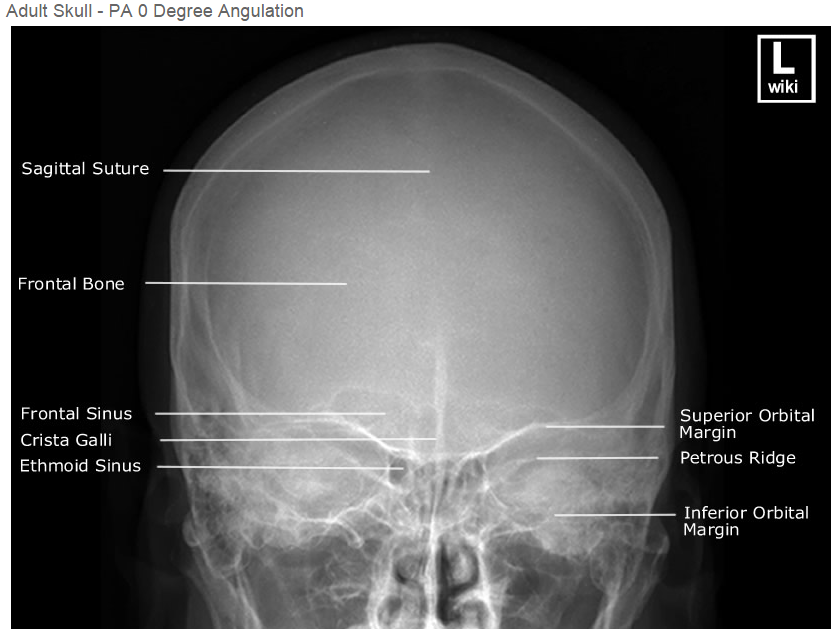 Adult Skull - PA 0 Degree Angulation
L
wiki
Sagittal Suture
Frontal Bone
Frontal Sinus
Crista Galli
Ethmoid Sinus
Superior Orbital
Margin
Petrous Ridge
Inferior Orbital
Margin